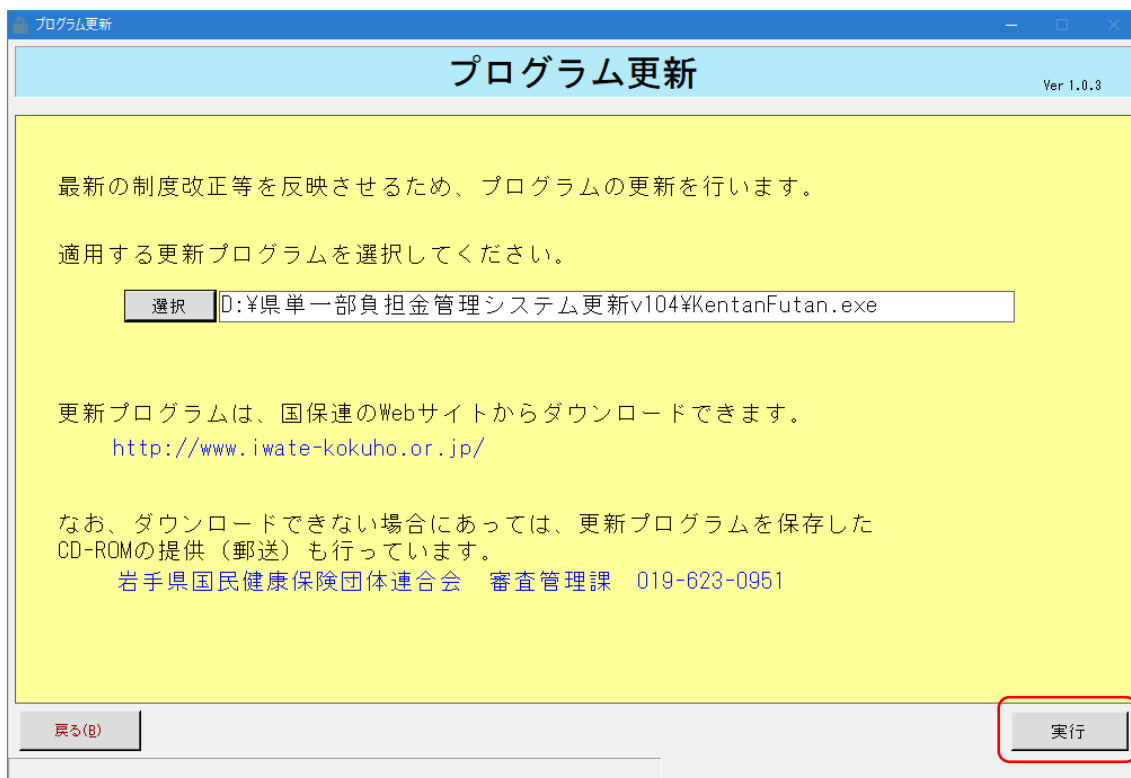 プログラム更新
プログラム更新
Ver 1.0.3
最新の制度改正等を反映させるため、プログラムの更新を行います。
適用する更新プログラムを選択してください。
選択 D:¥県単一部負担金管理システム更新v104¥KentanFutan.exe
更新プログラムは、国保連のWebサイトからダウンロードできます。
http://www.iwate-kokuho.or.jp/
なお、ダウンロードできない場合にあっては、更新プログラムを保存した
CD-ROMの提供（郵送）も行っています。
岩手県国民健康保険団体連合会　審査管理課　019-623-0951
戻る(B) 実行